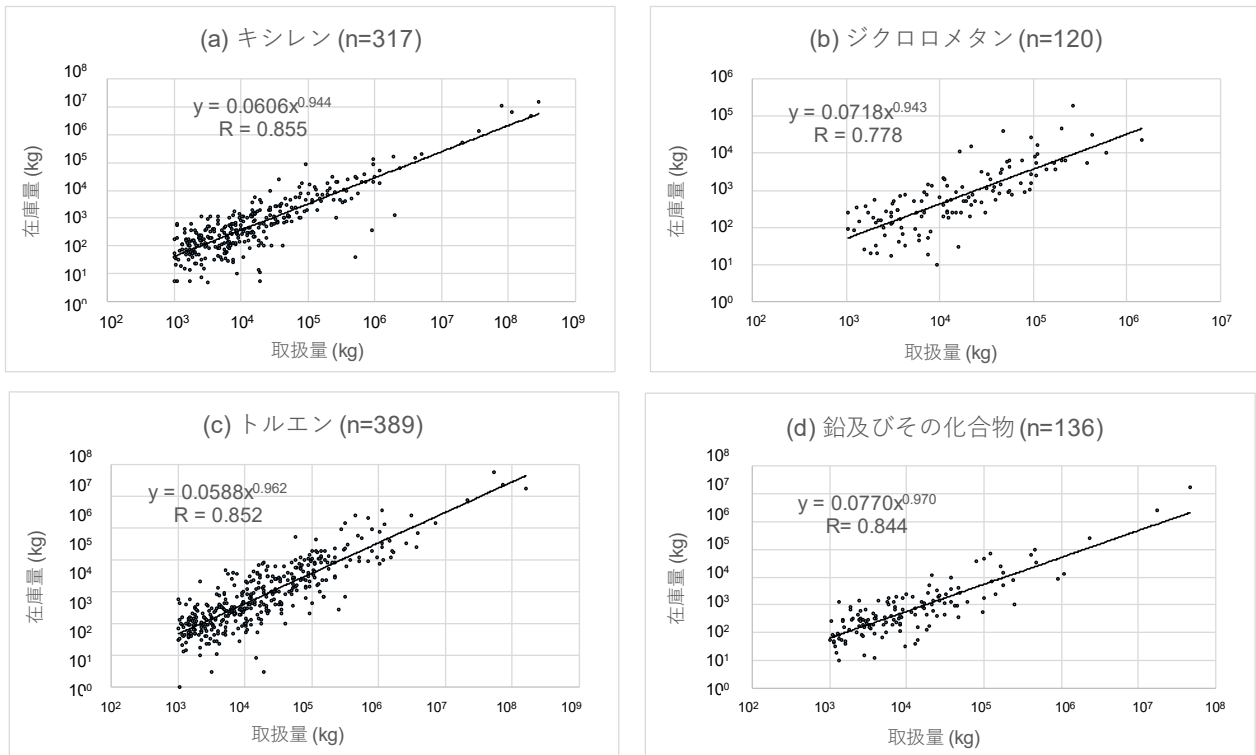 (a) キシレン (n=317)
y = 0.0606x^0.944
R = 0.855
10^8
10^7
10^6
10^5
10^4
10^3
10^2
10^1
10^0
在庫量 (kg)
10^2 10^3 10^4 10^5 10^6 10^7 10^8 10^9
取扱量 (kg)
(b) ジクロロメタン (n=120)
y = 0.0718x^0.943
R = 0.778
10^6
10^5
10^4
10^3
10^2
10^1
10^0
在庫量 (kg)
10^2 10^3 10^4 10^5 10^6 10^7
取扱量 (kg)
(c) トルエン (n=389)
y = 0.0588x^0.962
R = 0.852
10^8
10^7
10^6
10^5
10^4
10^3
10^2
10^1
10^0
在庫量 (kg)
10^2 10^3 10^4 10^5 10^6 10^7 10^8 10^9
取扱量 (kg)
(d) 鉛及びその化合物 (n=136)
y = 0.0770x^0.970
R= 0.844
10^8
10^7
10^6
10^5
10^4
10^3
10^2
10^1
10^0
在庫量 (kg)
10^2 10^3 10^4 10^5 10^6 10^7 10^8
取扱量 (kg)